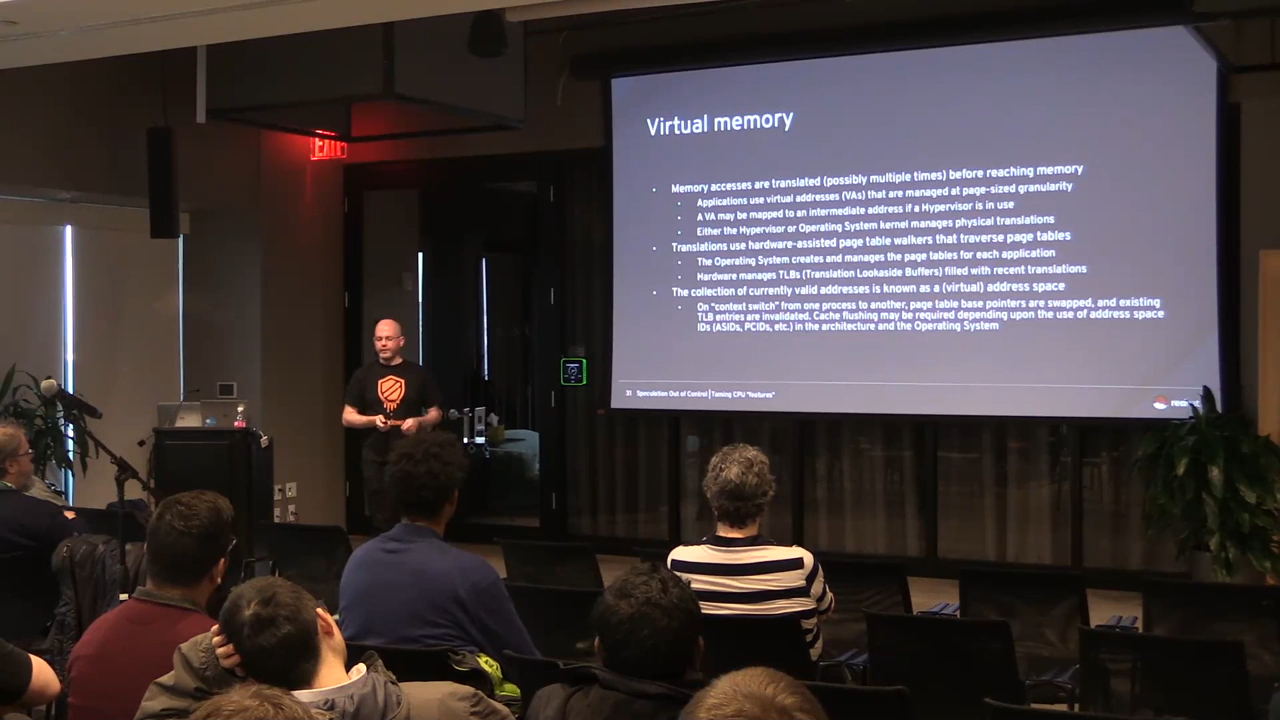 EXIT
Virtual memory
• Memory accesses are translated (possibly multiple times) before reaching memory
• Applications use virtual addresses (VAs) that are managed at page-sized granularity
• A VA may be mapped to an intermediate address if a Hypervisor is in use
• Either the Hypervisor or Operating System kernel manages physical translations
• Translations use hardware-assisted page table walkers that traverse page tables
• The Operating System creates and manages the page tables for each application
• Hardware manages TLBs (Translation Lookaside Buffers) filled with recent translations
• The collection of currently valid addresses is known as a (virtual) address space
• On "context switch" from one process to another, page table base pointers are swapped, and existing
TLB entries are invalidated. Cache flushing may be required depending upon the use of address space
IDs (ASIDs, PCIDs, etc.) in the architecture and the Operating System
31 Speculation Out of Control | Taming CPU "features"